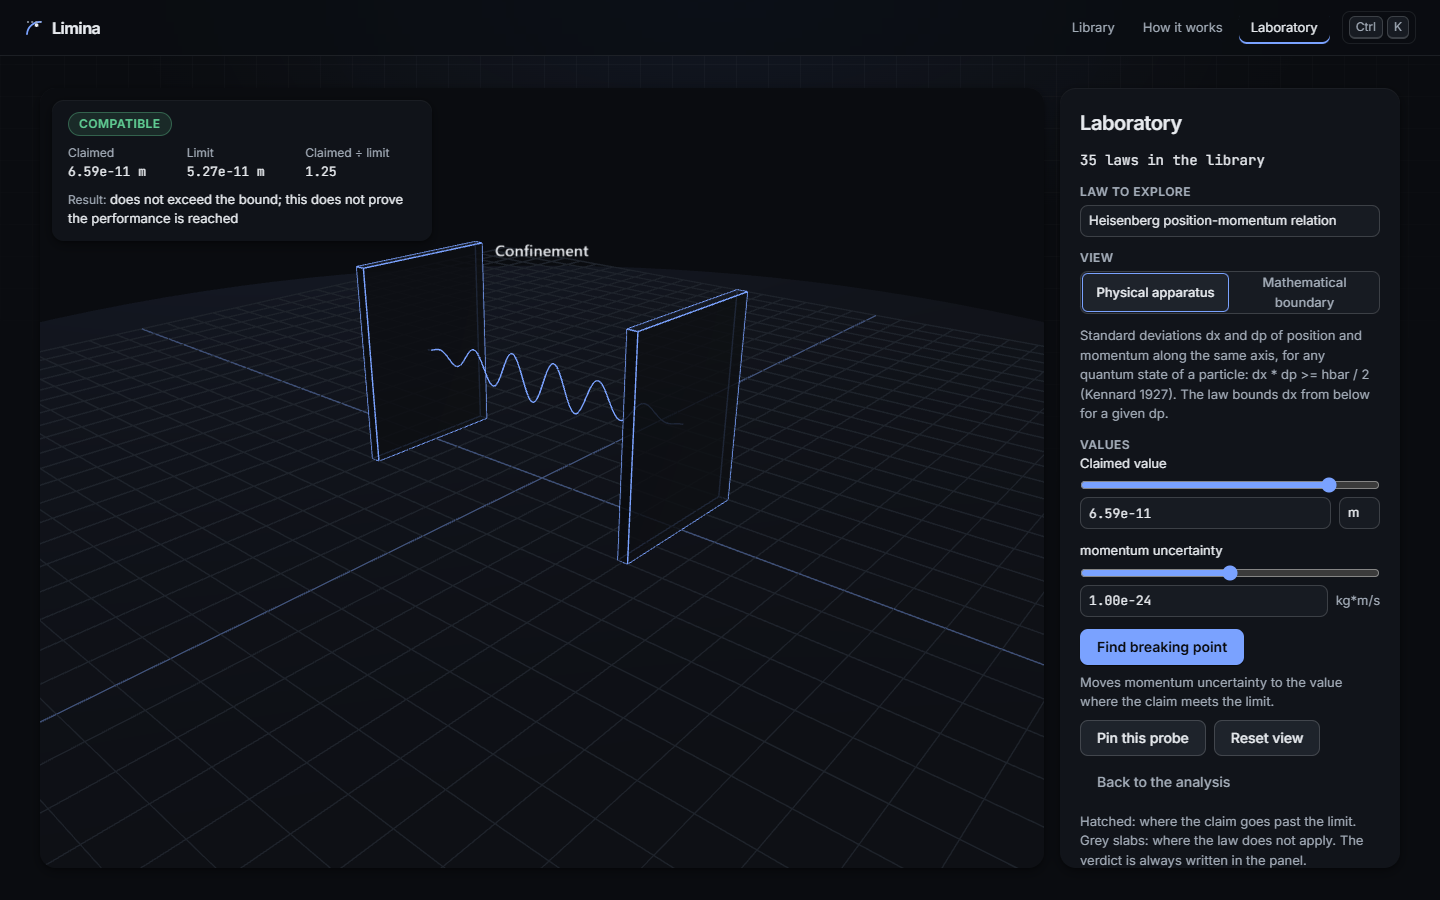 Limina
Library
How it works
Laboratory
Ctrl
K
COMPATIBLE
Claimed
Limit
Claimed ÷ limit
6.59e-11 m
5.27e-11 m
1.25
Result: does not exceed the bound; this does not prove
the performance is reached
Confinement
Laboratory
35 laws in the library
LAW TO EXPLORE
Heisenberg position-momentum relation
VIEW
Physical apparatus
Mathematical
boundary
Standard deviations dx and dp of position and
momentum along the same axis, for any
quantum state of a particle: dx * dp >= hbar / 2
(Kennard 1927). The law bounds dx from below
for a given dp.
VALUES
Claimed value
6.59e-11
m
momentum uncertainty
1.00e-24
kg*m/s
Find breaking point
Moves momentum uncertainty to the value
where the claim meets the limit.
Pin this probe
Reset view
Back to the analysis
Hatched: where the claim goes past the limit.
Grey slabs: where the law does not apply. The
verdict is always written in the panel.